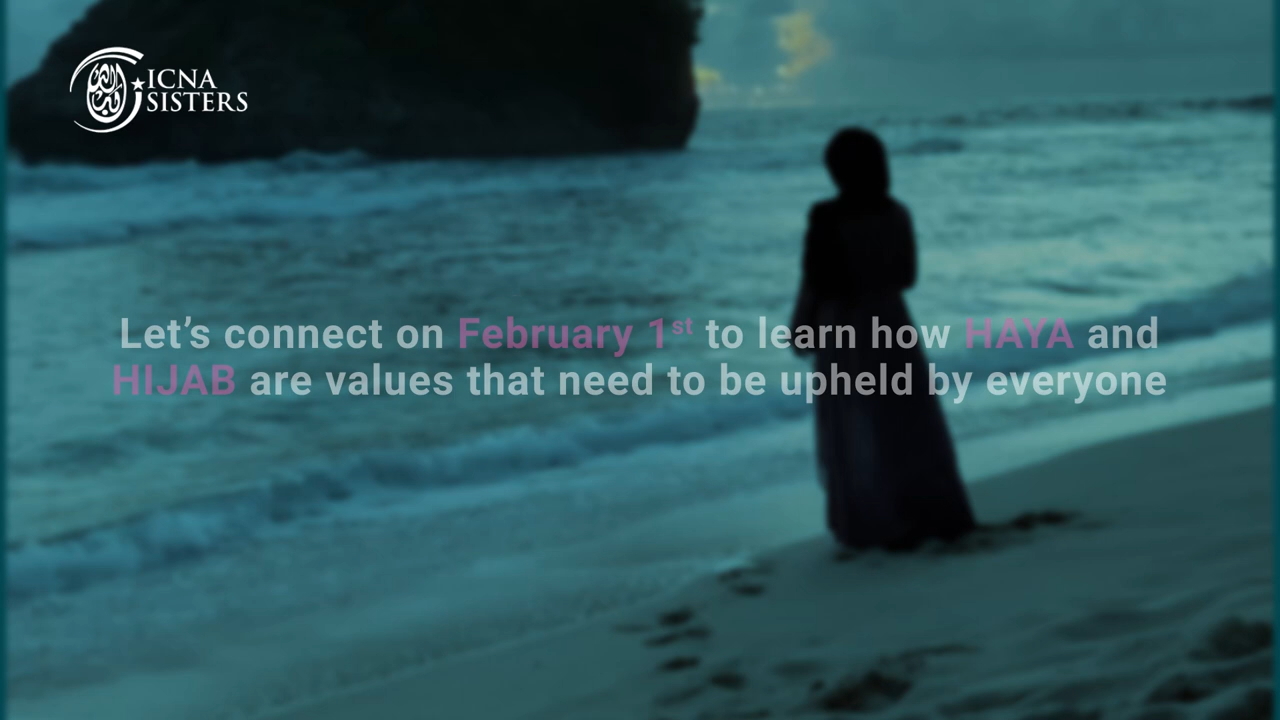 ICNA
SISTERS
Let’s connect on February 1st to learn how HAYA and
HIJAB are values that need to be upheld by everyone